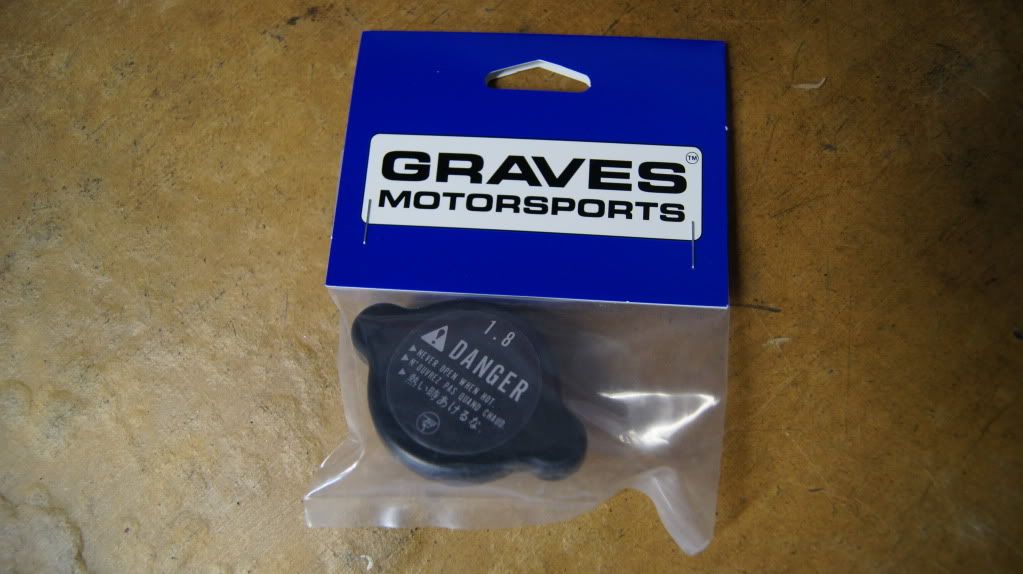 GRAVES
TM
MOTORSPORTS
1.8
DANGER
▶NEVER OPEN WHEN HOT.
▶N'OUVREZ PAS QUAND CHAUD.
▶熱い時あけるな